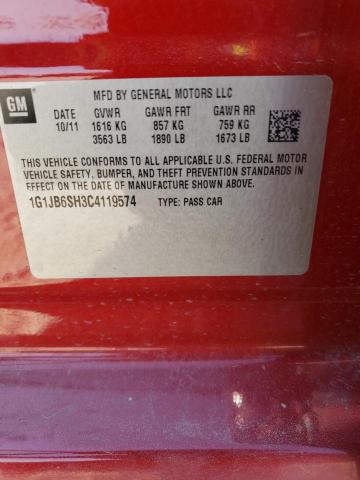 GM
MFD BY GENERAL MOTORS LLC
DATE GVWR GAWR FRT GAWR RR
10/11 1616 KG 857 KG 759 KG
3563 LB 1890 LB 1673 LB
THIS VEHICLE CONFORMS TO ALL APPLICABLE U.S. FEDERAL MOTOR
VEHICLE SAFETY, BUMPER, AND THEFT PREVENTION STANDARDS
IN EFFECT ON THE DATE OF MANUFACTURE SHOWN ABOVE.
1G1JB6SH3C4119574 TYPE: PASS CAR